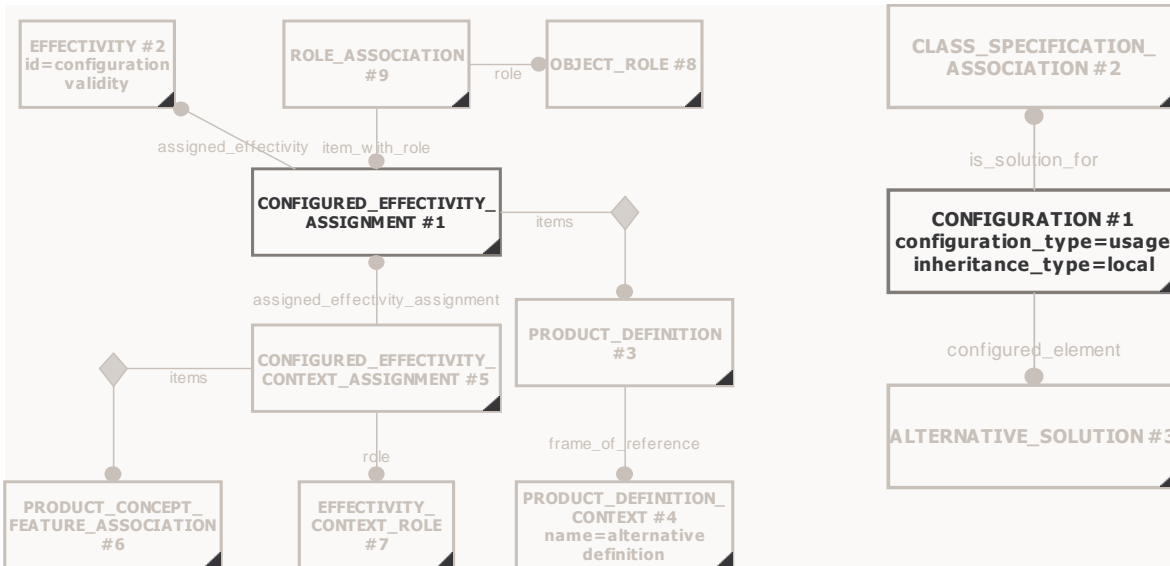 EFFECTIVITY #2
id=configuration
validity
ROLE_ASSOCIATION
#9
role
OBJECT_ROLE #8
assigned_effectivity
item_with_role
CONFIGURED_EFFECTIVITY_
ASSIGNMENT #1
items
assigned_effectivity_assignment
PRODUCT_DEFINITION
#3
CONFIGURED_EFFECTIVITY_
CONTEXT_ASSIGNMENT #5
items
frame_of_reference
role
PRODUCT_CONCEPT_
FEATURE_ASSOCIATION
#6
EFFECTIVITY_
CONTEXT_ROLE
#7
PRODUCT_DEFINITION_
CONTEXT #4
name=alternative
definition
CLASS_SPECIFICATION_
ASSOCIATION #2
is_solution_for
CONFIGURATION #1
configuration_type=usage
inheritance_type=local
configured_element
ALTERNATIVE_SOLUTION #3